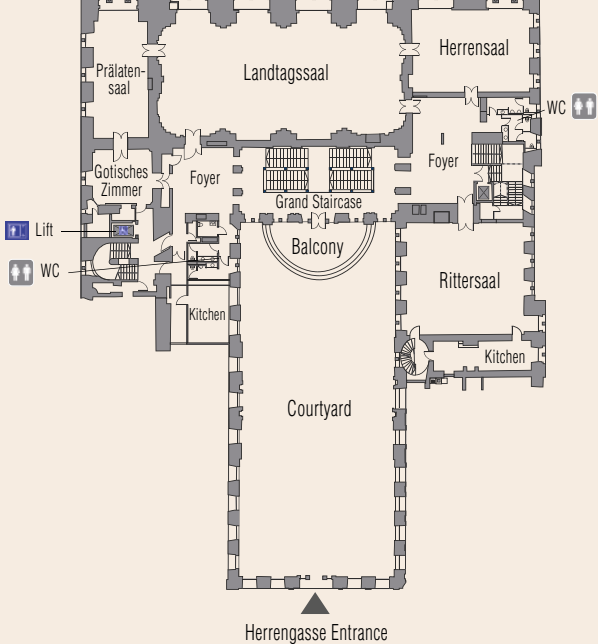 Herrensaal
Landtagssaal
Prälaten-
saal
WC
Foyer
Gotisches
Zimmer
Foyer
Grand Staircase
Lift
Balcony
WC
Rittersaal
Kitchen
Kitchen
Courtyard
Herrengasse Entrance